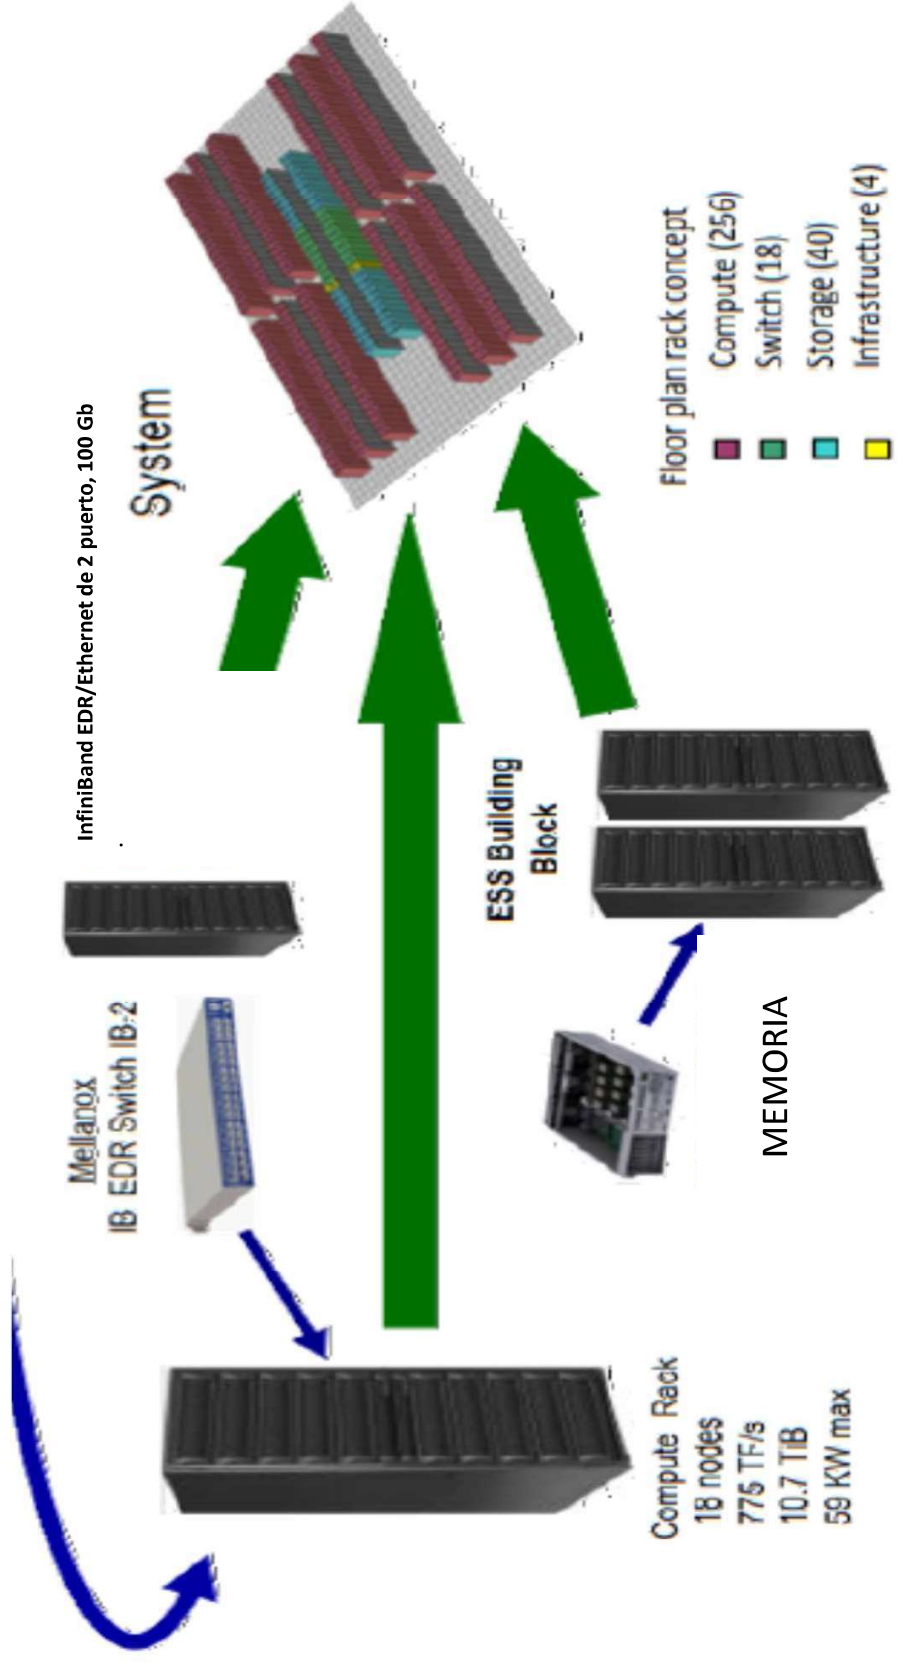 InfiniBand EDR/Ethernet de 2 puerto, 100 Gb
Mellanox
IB EDR Switch IB-2
System
Compute Rack
18 nodes
775 TF/s
10.7 TiB
59 KW max
ESS Building
Block
MEMORIA
Floor plan rack concept
Compute (256)
Switch (18)
Storage (40)
Infrastructure (4)